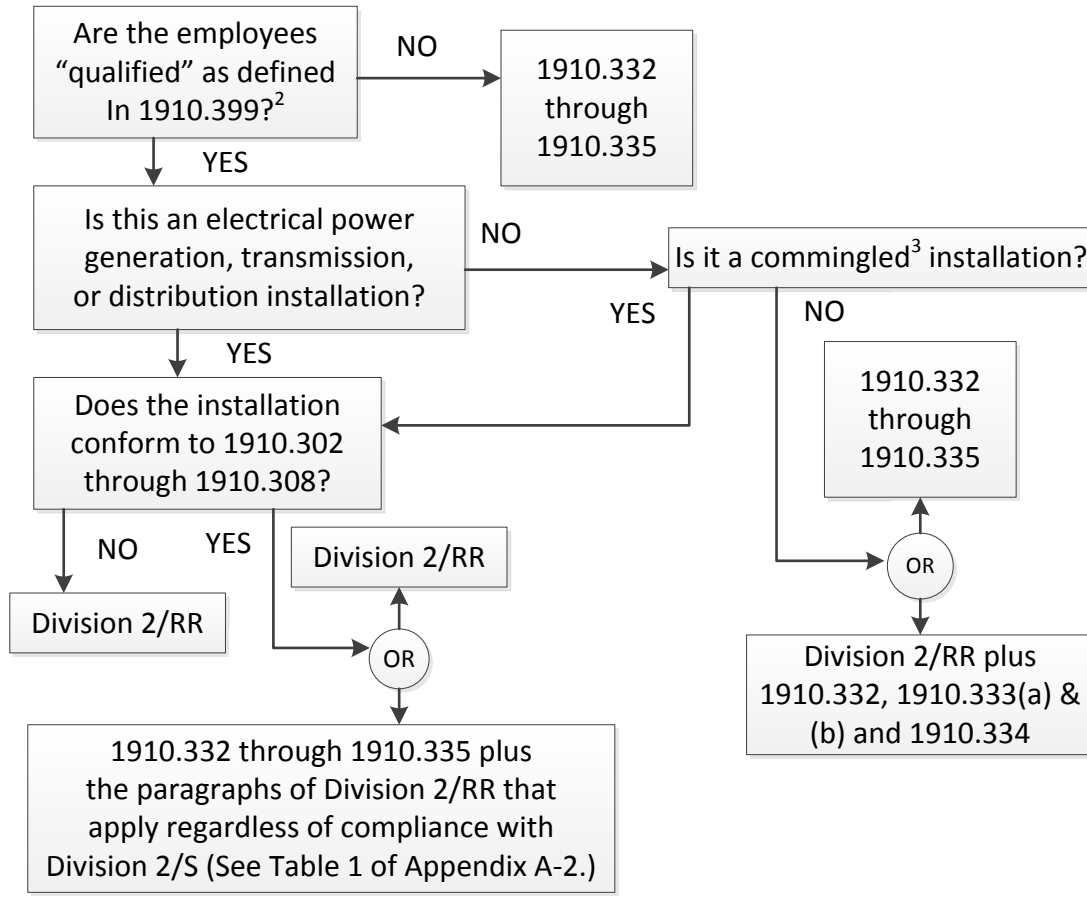 Are the employees
“qualified” as defined
In 1910.399?²
NO
1910.332
through
1910.335
YES
Is this an electrical power
generation, transmission,
or distribution installation?
NO
Is it a commingled³ installation?
YES
NO
YES
Does the installation
conform to 1910.302
through 1910.308?
1910.332
through
1910.335
NO
YES
Division 2/RR
OR
Division 2/RR
OR
Division 2/RR plus
1910.332, 1910.333(a) &
(b) and 1910.334
1910.332 through 1910.335 plus
the paragraphs of Division 2/RR that
apply regardless of compliance with
Division 2/S (See Table 1 of Appendix A-2.)